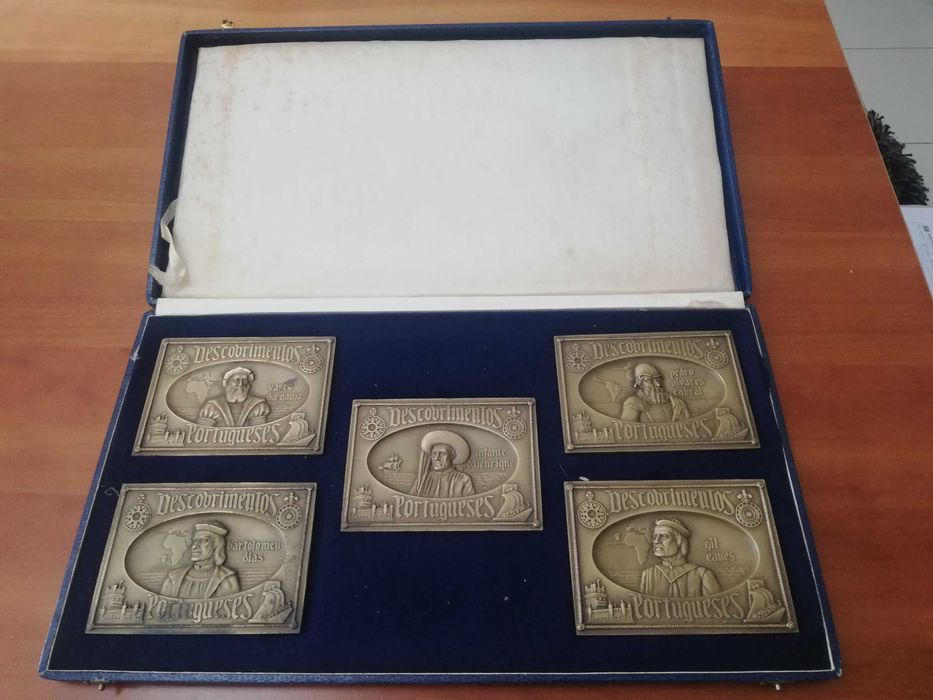 Descobrimentos
vasco
da gama
Portugueses
Descobrimentos
pedro
alvares
cabral
Portugueses
Descobrimentos
infante
D.henrique
Portugueses
Descobrimentos
bartolomeu
dias
Portugueses
Descobrimentos
gil
eanes
Portugueses